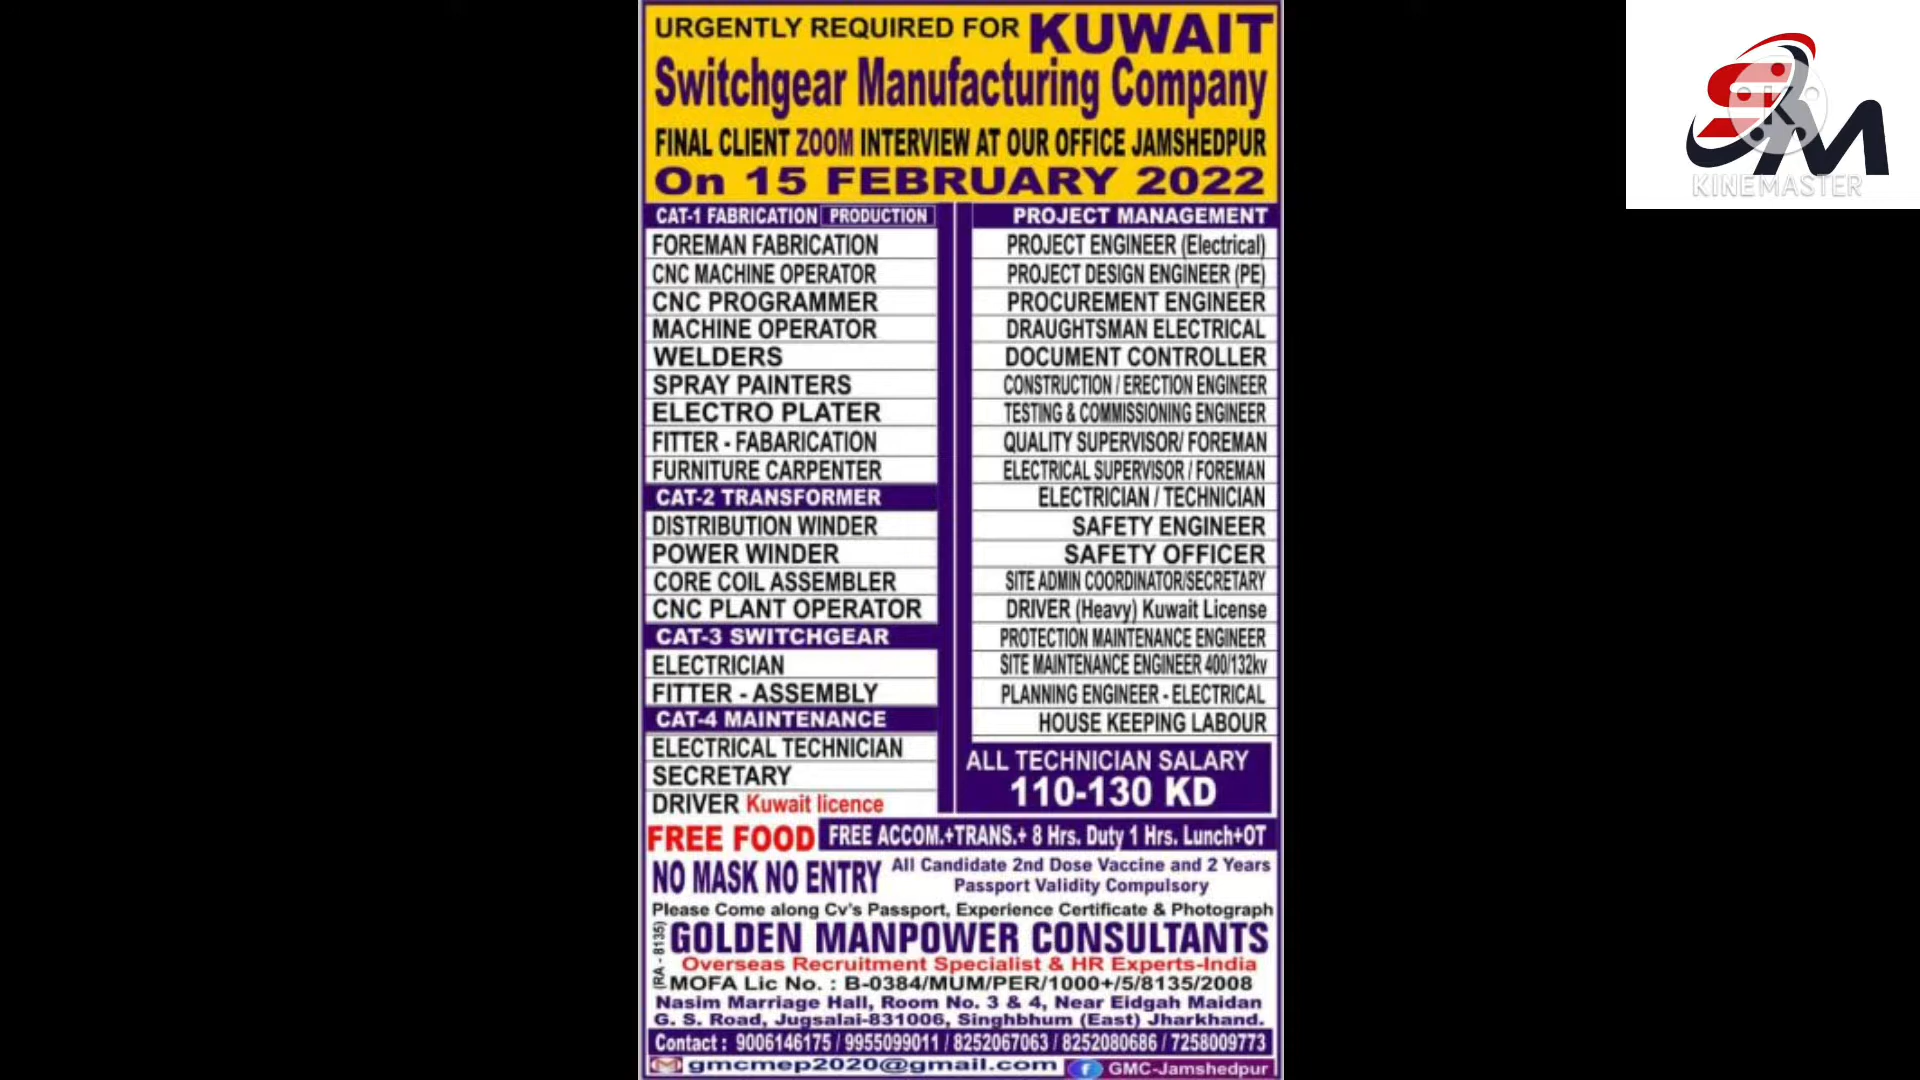 URGENTLY REQUIRED FOR KUWAIT
Switchgear Manufacturing Company
FINAL CLIENT ZOOM INTERVIEW AT OUR OFFICE JAMSHEDPUR
On 15 FEBRUARY 2022
CAT-1 FABRICATION PRODUCTION
FOREMAN FABRICATION
CNC MACHINE OPERATOR
CNC PROGRAMMER
MACHINE OPERATOR
WELDERS
SPRAY PAINTERS
ELECTRO PLATER
FITTER - FABARICATION
FURNITURE CARPENTER
CAT-2 TRANSFORMER
DISTRIBUTION WINDER
POWER WINDER
CORE COIL ASSEMBLER
CNC PLANT OPERATOR
CAT-3 SWITCHGEAR
ELECTRICIAN
FITTER - ASSEMBLY
CAT-4 MAINTENANCE
ELECTRICAL TECHNICIAN
SECRETARY
DRIVER Kuwait licence
PROJECT MANAGEMENT
PROJECT ENGINEER (Electrical)
PROJECT DESIGN ENGINEER (PE)
PROCUREMENT ENGINEER
DRAUGHTSMAN ELECTRICAL
DOCUMENT CONTROLLER
CONSTRUCTION / ERECTION ENGINEER
TESTING & COMMISSIONING ENGINEER
QUALITY SUPERVISOR/ FOREMAN
ELECTRICAL SUPERVISOR / FOREMAN
ELECTRICIAN / TECHNICIAN
SAFETY ENGINEER
SAFETY OFFICER
SITE ADMIN COORDINATOR/SECRETARY
DRIVER (Heavy) Kuwait License
PROTECTION MAINTENANCE ENGINEER
SITE MAINTENANCE ENGINEER 400/132kv
PLANNING ENGINEER - ELECTRICAL
HOUSE KEEPING LABOUR
ALL TECHNICIAN SALARY
110-130 KD
FREE FOOD FREE ACCOM.+TRANS.+ 8 Hrs. Duty 1 Hrs. Lunch+OT
NO MASK NO ENTRY
All Candidate 2nd Dose Vaccine and 2 Years
Passport Validity Compulsory
Please Come along Cv's Passport, Experience Certificate & Photograph
(RA - 8135)
GOLDEN MANPOWER CONSULTANTS
Overseas Recruitment Specialist & HR Experts-India
MOFA Lic No. : B-0384/MUM/PER/1000+/5/8135/2008
Nasim Marriage Hall, Room No. 3 & 4, Near Eidgah Maidan
G. S. Road, Jugsalai-831006, Singhbhum (East) Jharkhand.
Contact : 9006146175 / 9955099011 / 8252067063 / 8252080686 / 7258009773
gmcmep2020@gmail.com GMC-Jamshedpur
SM
K
KINEMASTER